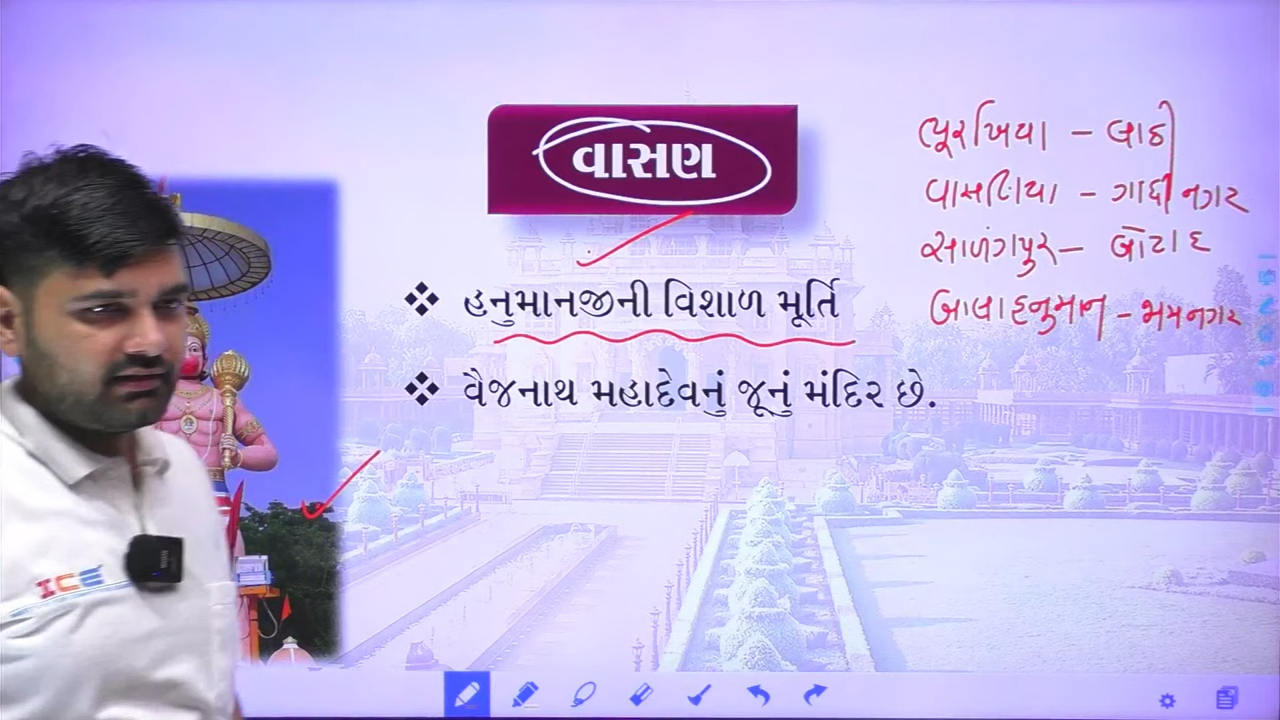 વાસણ
❖ હનુમાનજીની વિશાળ મૂર્તિ
❖ વૈજનાથ મહાદેવનું જૂનું મંદિર છે.
ભૂરખિયા - લાઠી
વાસણિયા - ગાંધીનગર
સાળંગપુર - બોટાદ
બાલા હનુમાન - જામનગર
ICE